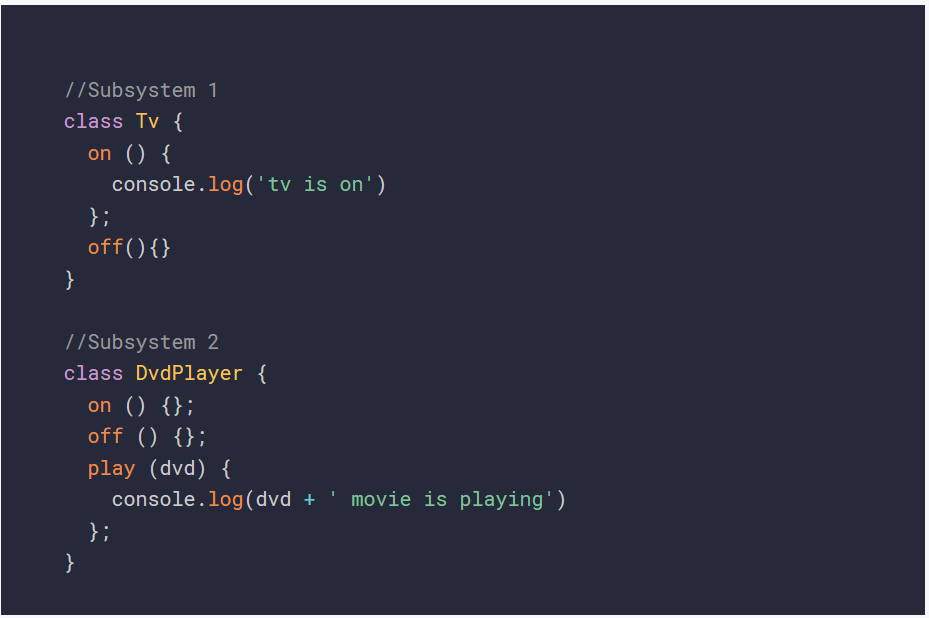 //Subsystem 1
class Tv {
  on () {
    console.log('tv is on')
  };
  off(){}
}

//Subsystem 2
class DvdPlayer {
  on () {};
  off () {};
  play (dvd) {
    console.log(dvd + ' movie is playing')
  };
}